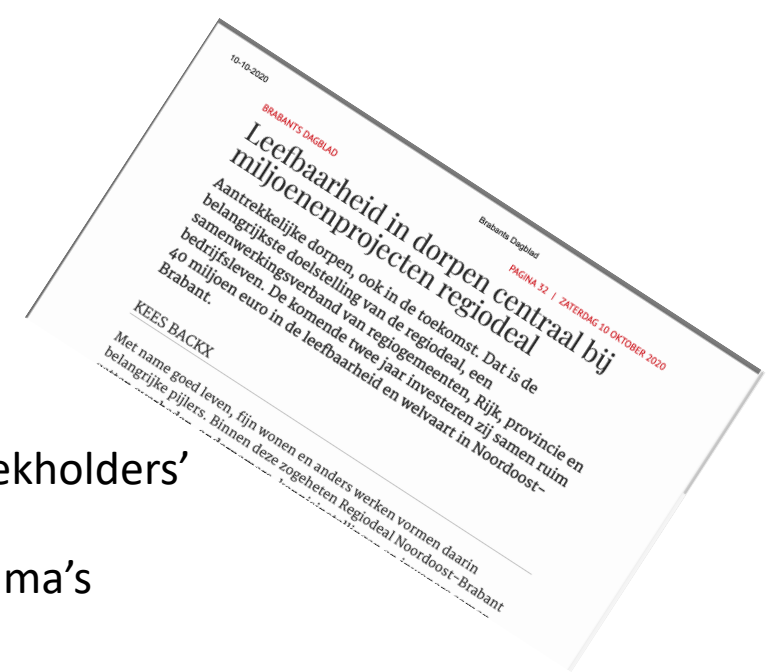 10-10-2020
Brabants Dagblad
BRABANTS DAGBLAD
PAGINA 32 | ZATERDAG 10 OKTOBER 2020
Leefbaarheid in dorpen centraal bij
miljoenenprojecten regiodeal
Aantrekkelijke dorpen, ook in de toekomst. Dat is de
belangrijkste doelstelling van de regiodeal, een
samenwerkingsverband van regiogemeenten, Rijk, provincie en
bedrijfsleven. De komende twee jaar investeren zij samen ruim
40 miljoen euro in de leefbaarheid en welvaart in Noordoost-
Brabant.
KEES BACKX
Met name goed leven, fijn wonen en anders werken vormen daarin
belangrijke pijlers. Binnen deze zogeheten Regiodeal Noordoost-Brabant
ekholders’
ma’s